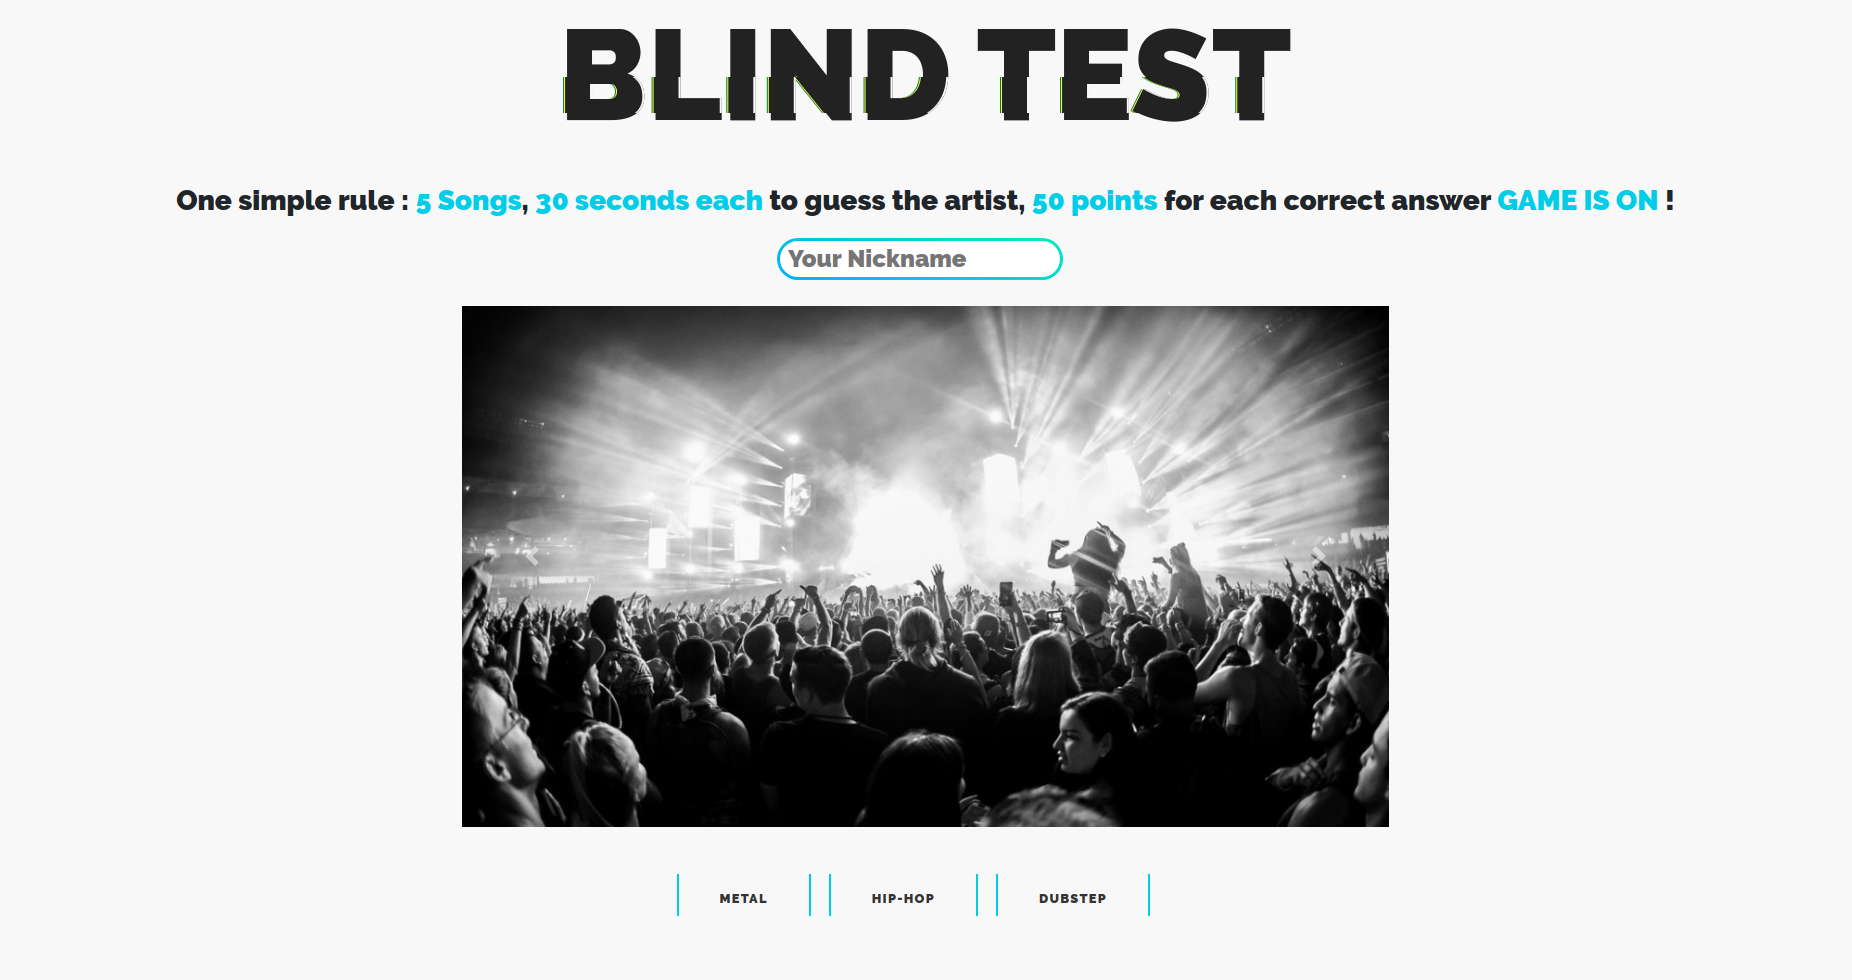 BLIND TEST
One simple rule : 5 Songs, 30 seconds each to guess the artist, 50 points for each correct answer GAME IS ON !
Your Nickname
METAL
HIP-HOP
DUBSTEP